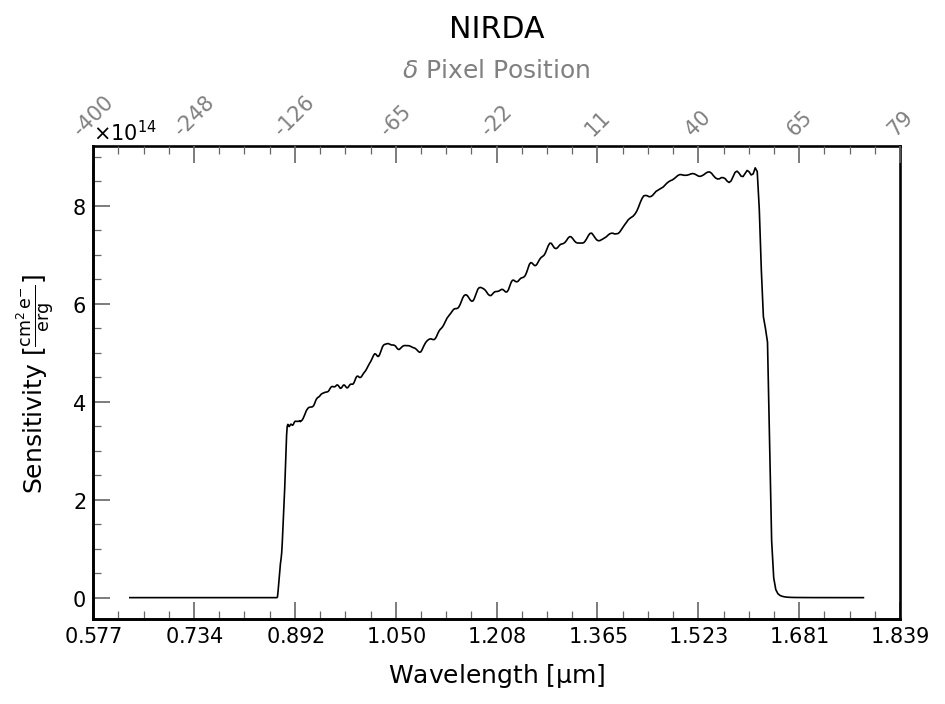 NIRDA
δ Pixel Position
-400 -248 -126 -65 -22 11 40 65 79
×10¹⁴
8
6
4
2
0
Sensitivity [cm² e⁻/erg]
0.577 0.734 0.892 1.050 1.208 1.365 1.523 1.681 1.839
Wavelength [μm]